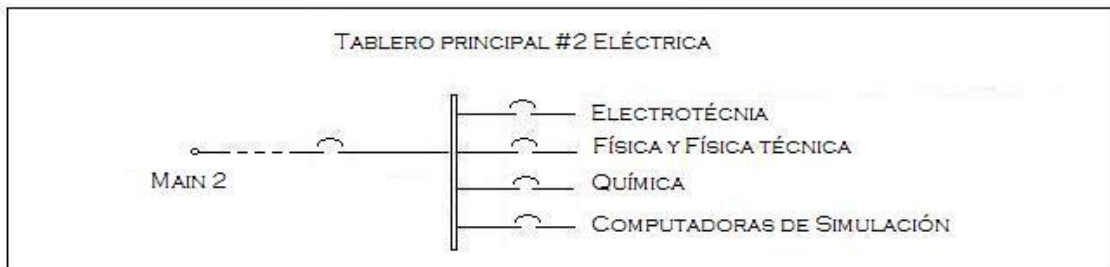 TABLERO PRINCIPAL #2 ELÉCTRICA
ELECTROTÉCNIA
FÍSICA Y FÍSICA TÉCNICA
MAIN 2
QUÍMICA
COMPUTADORAS DE SIMULACIÓN